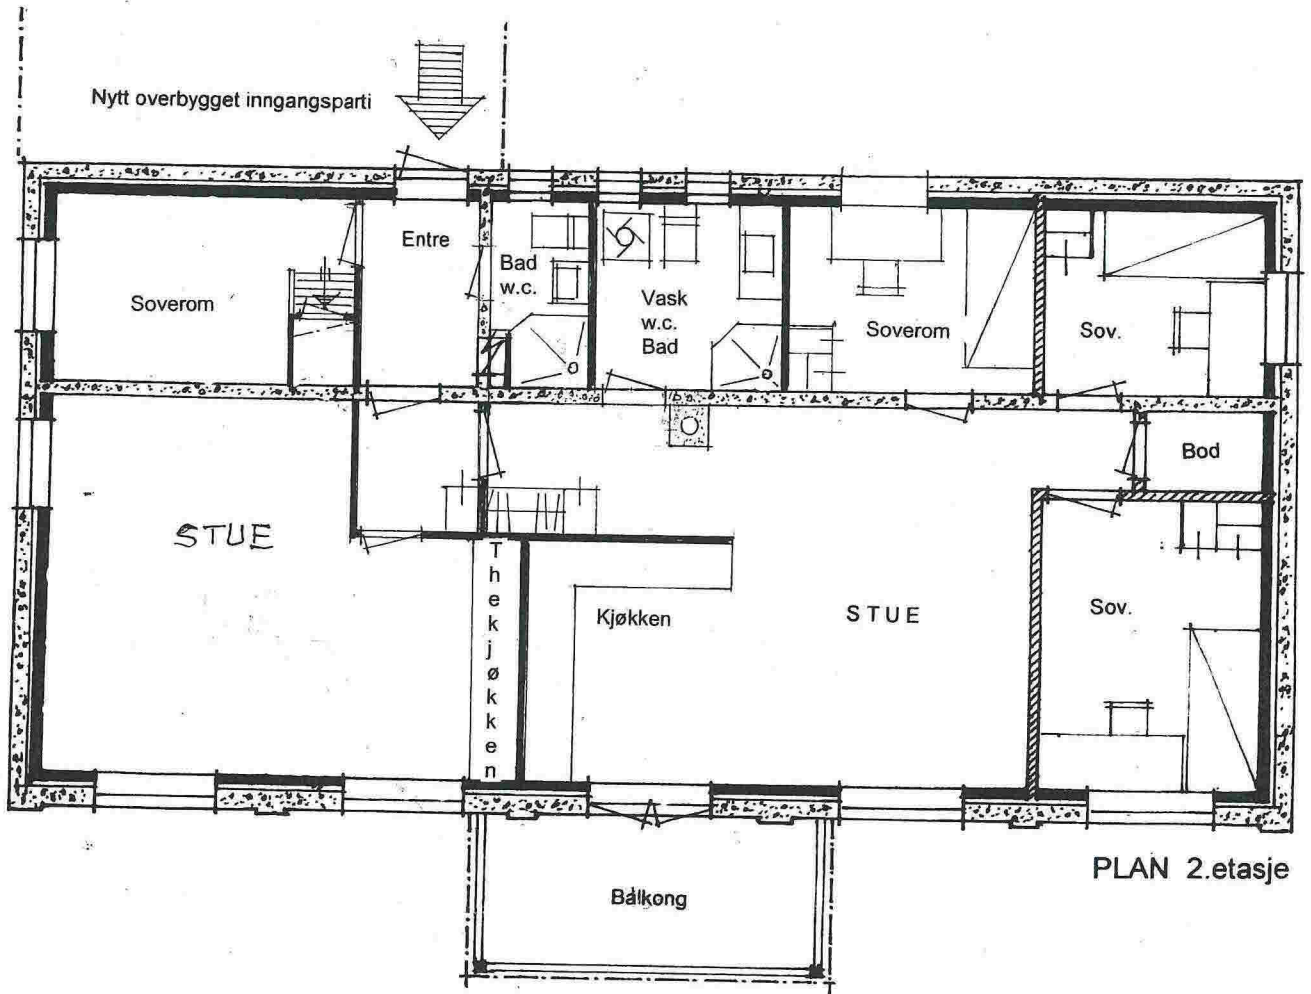 Nytt overbygget inngangsparti
Entre
Bad
w.c.
Soverom
Vask
w.c.
Bad
Soverom
Sov.
Bod
STUE
Thekjøkken
Kjøkken
STUE
Sov.
PLAN 2.etasje
Balkong